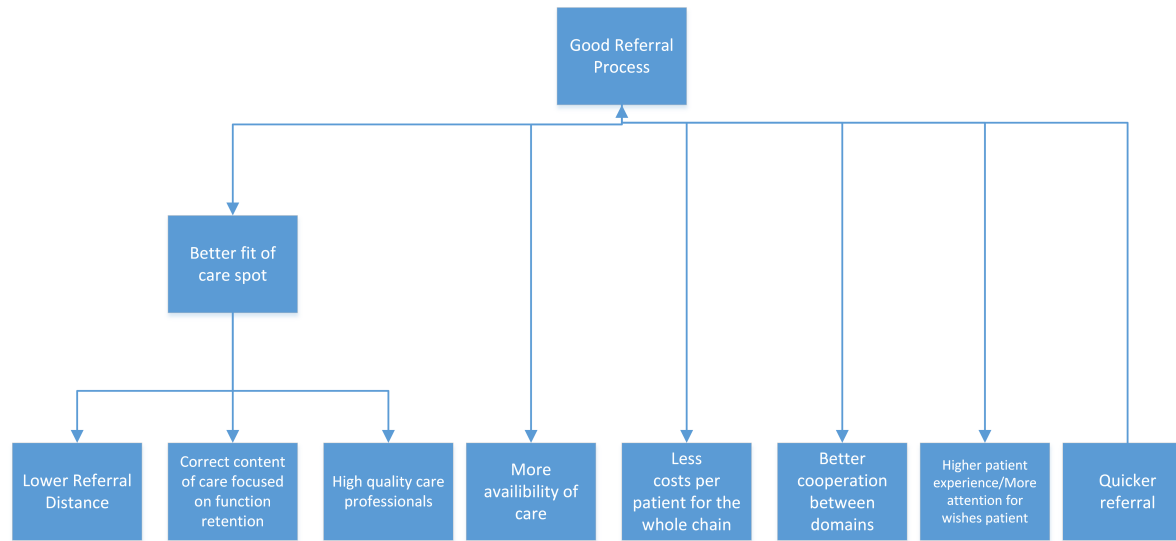 Good Referral
Process
Better fit of
care spot
Lower Referral
Distance
Correct content
of care focused
on function
retention
High quality care
professionals
More
availibility of
care
Less
costs per
patient for the
whole chain
Better
cooperation
between
domains
Higher patient
experience/More
attention for
wishes patient
Quicker
referral